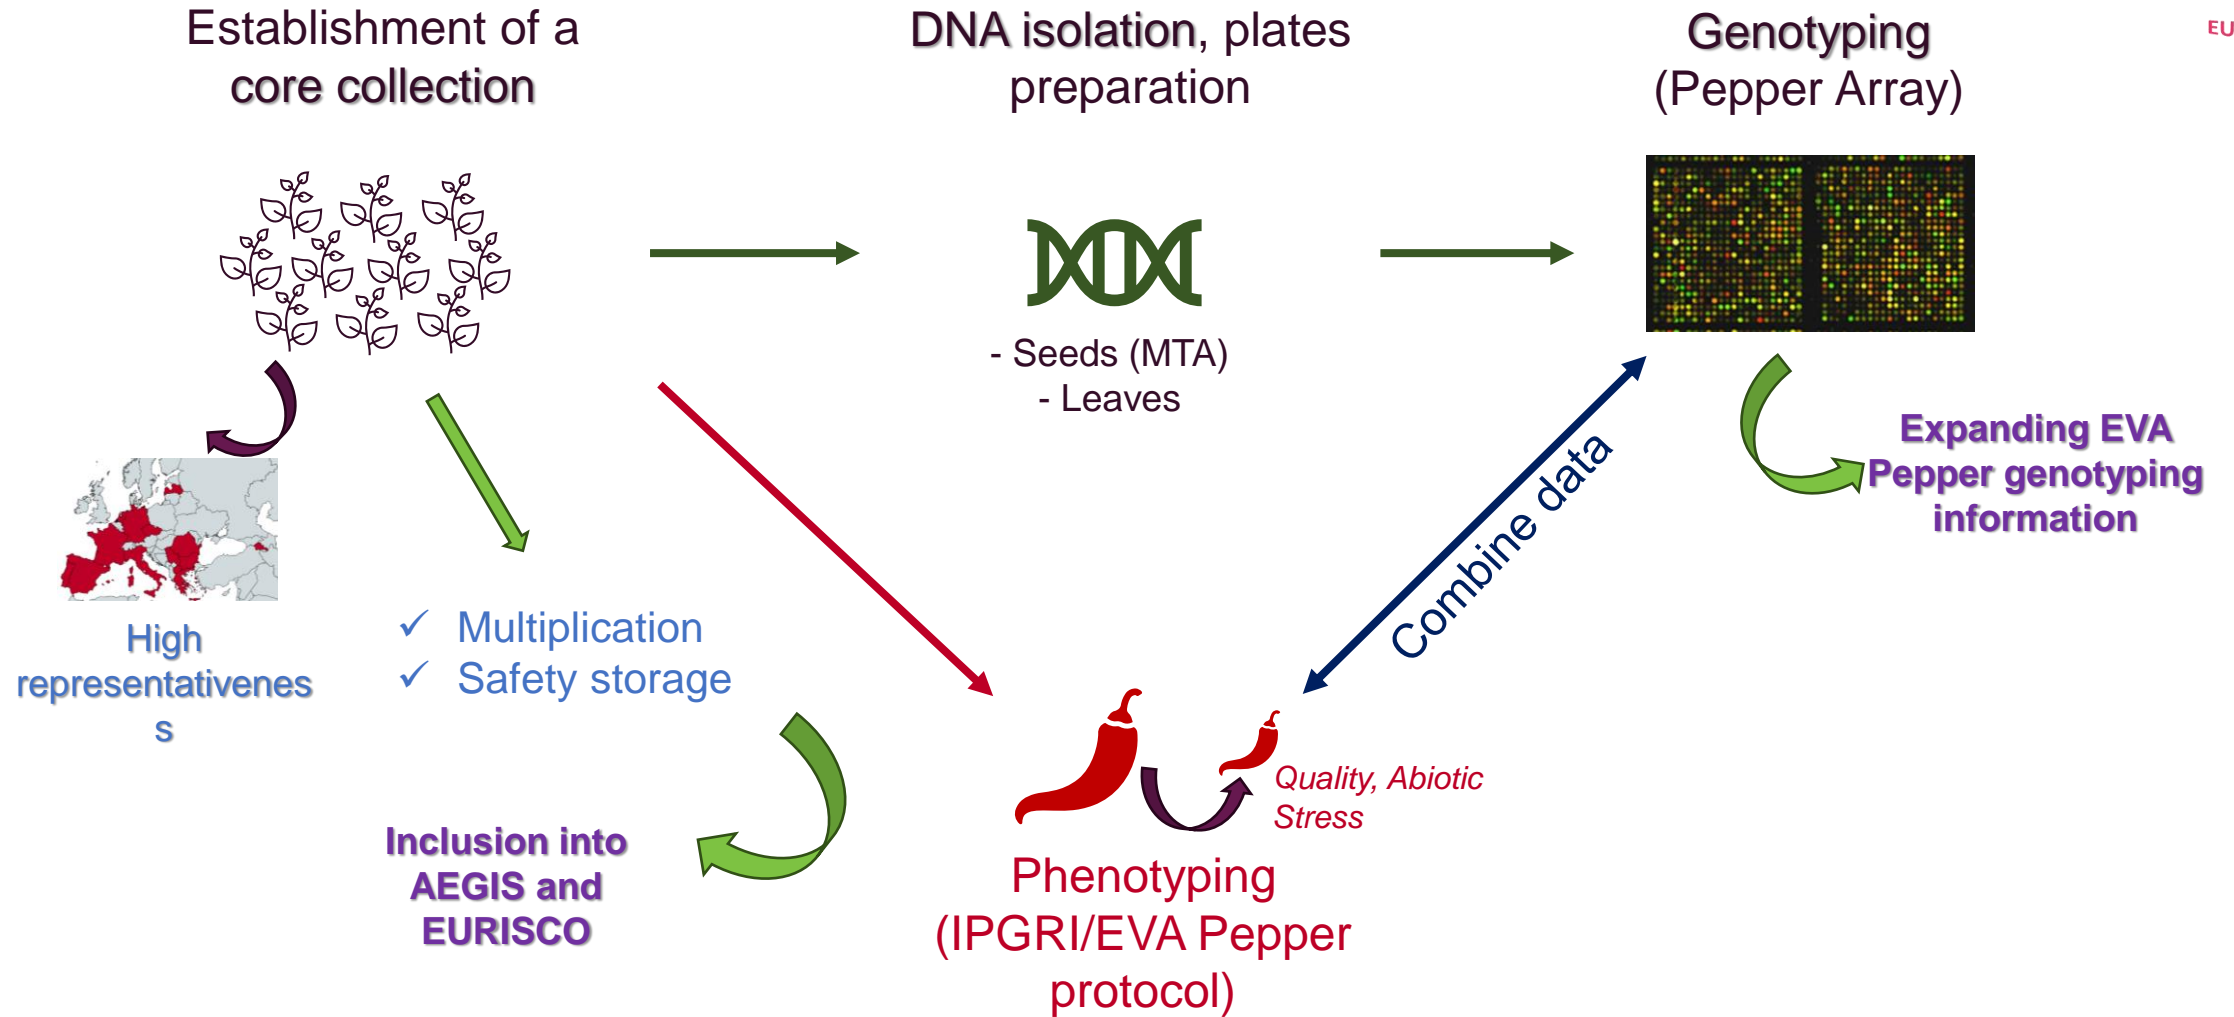 Establishment of a
core collection
DNA isolation, plates
preparation
Genotyping
(Pepper Array)
EU
- Seeds (MTA)
- Leaves
Expanding EVA
Pepper genotyping
information
Combine data
High
representativenes
s
✓ Multiplication
✓ Safety storage
Quality, Abiotic
Stress
Inclusion into
AEGIS and
EURISCO
Phenotyping
(IPGRI/EVA Pepper
protocol)